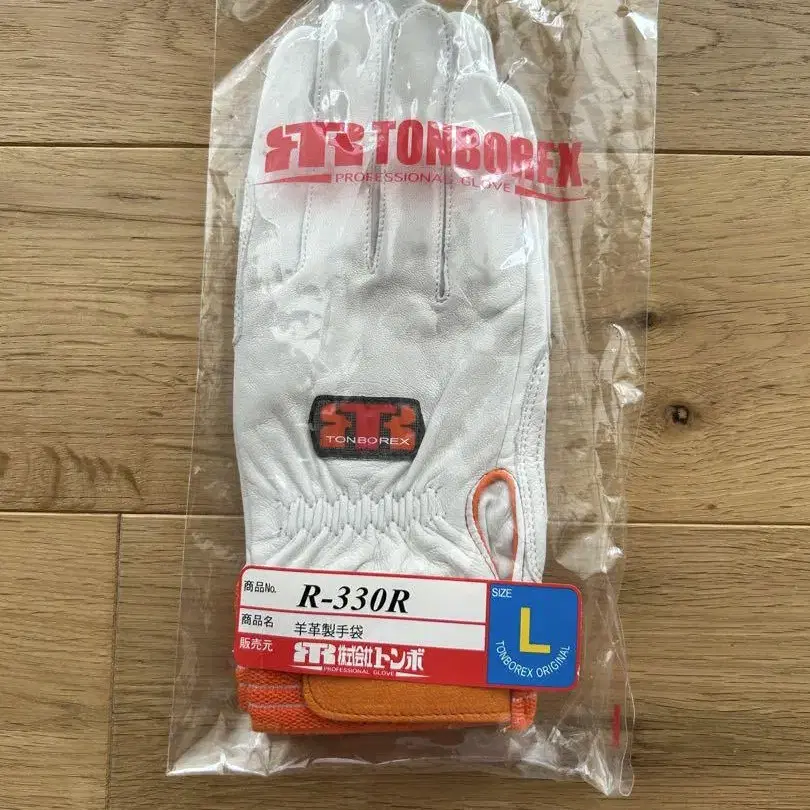 TR TONBOREX
PROFESSIONAL GLOVE
TONBOREX
商品No. R-330R
商品名 羊革製手袋
販売元 株式会社トンボ
PROFESSIONAL GLOVE
SIZE
L
TONBOREX ORIGINAL